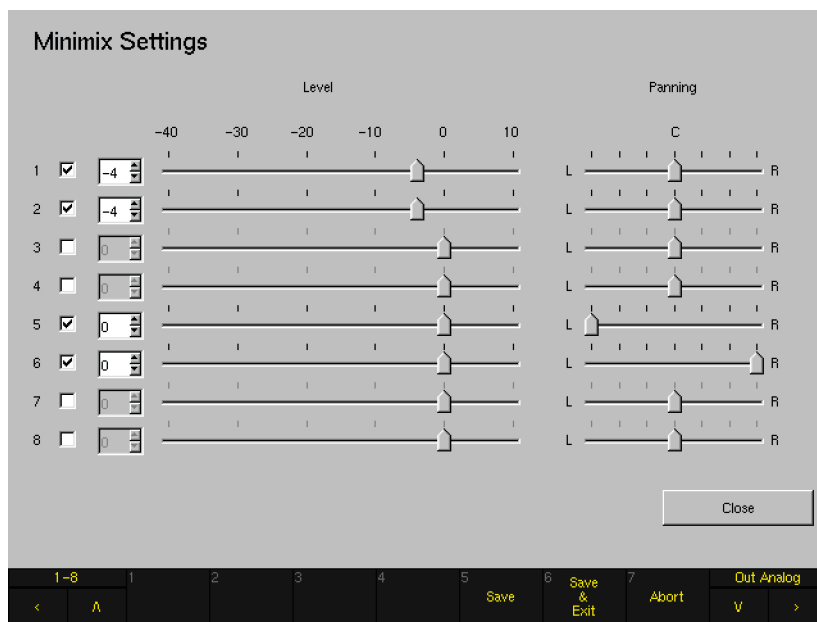 Minimix Settings
Level Panning
−40 −30 −20 −10 0 10 C
1 −4 L R
2 −4 L R
3 0 L R
4 0 L R
5 0 L R
6 0 L R
7 0 L R
8 0 L R
Close
1−8 1 2 3 4 5 Save 6 Save & Exit 7 Abort Out Analog
< Λ V >